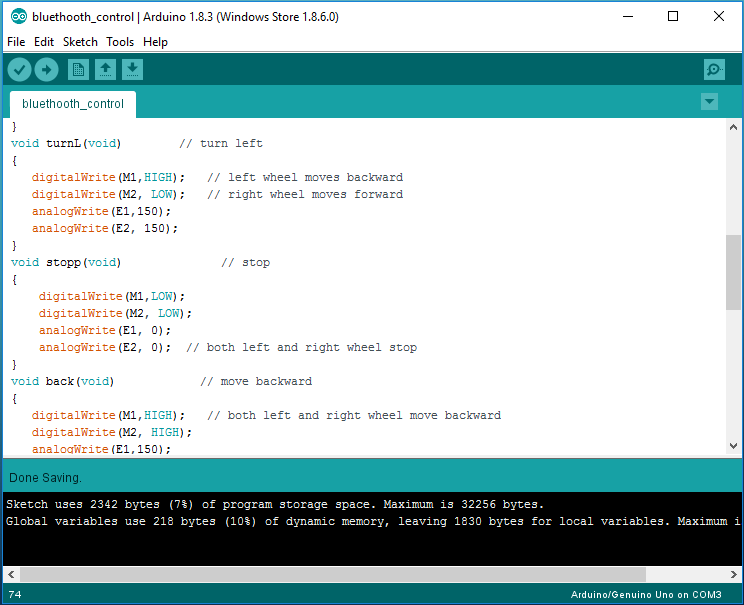 bluethooth_control | Arduino 1.8.3 (Windows Store 1.8.6.0)
File Edit Sketch Tools Help
bluethooth_control
}
void turnL(void) // turn left
{
digitalWrite(M1,HIGH); // left wheel moves backward
digitalWrite(M2, LOW); // right wheel moves forward
analogWrite(E1,150);
analogWrite(E2, 150);
}
void stopp(void) // stop
{
digitalWrite(M1,LOW);
digitalWrite(M2, LOW);
analogWrite(E1, 0);
analogWrite(E2, 0); // both left and right wheel stop
}
void back(void) // move backward
{
digitalWrite(M1,HIGH); // both left and right wheel move backward
digitalWrite(M2, HIGH);
analogWrite(E1,150);
Done Saving.
Sketch uses 2342 bytes (7%) of program storage space. Maximum is 32256 bytes.
Global variables use 218 bytes (10%) of dynamic memory, leaving 1830 bytes for local variables. Maximum i
74 Arduino/Genuino Uno on COM3